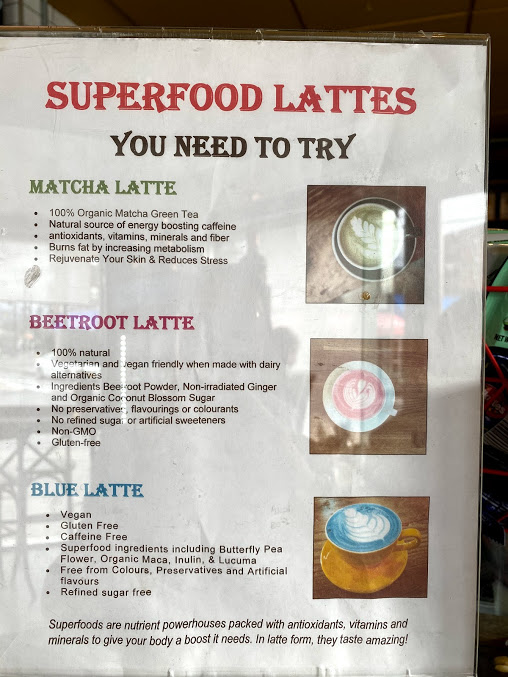 SUPERFOOD LATTES
YOU NEED TO TRY
MATCHA LATTE
• 100% Organic Matcha Green Tea
• Natural source of energy boosting caffeine
• antioxidants, vitamins, minerals and fiber
• Burns fat by increasing metabolism
• Rejuvenate Your Skin & Reduces Stress
BEETROOT LATTE
• 100% natural
• Vegetarian and vegan friendly when made with dairy
alternatives
• Ingredients Beetroot Powder, Non-irradiated Ginger
and Organic Coconut Blossom Sugar
• No preservatives, flavourings or colourants
• No refined sugar or artificial sweeteners
• Non-GMO
• Gluten-free
BLUE LATTE
• Vegan
• Gluten Free
• Caffeine Free
• Superfood ingredients including Butterfly Pea
Flower, Organic Maca, Inulin, & Lucuma
• Free from Colours, Preservatives and Artificial
flavours
• Refined sugar free
Superfoods are nutrient powerhouses packed with antioxidants, vitamins and
minerals to give your body a boost it needs. In latte form, they taste amazing!